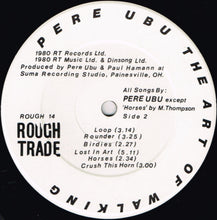 PERE UBU THE ART OF WALKING
1980 RT Records Ltd.
1980 RT Music Ltd. & Dinsong Ltd.
Produced by Pere Ubu & Paul Hamann at
Suma Recording Studio, Painesville, OH.
All Songs By:
PERE UBU except
'Horses' by M. Thompson
ROUGH 14
Side 2
ROUGH
TRADE
Loop (3.14)
Rounder (3.25)
Birdies (2.27)
Lost in Art (5.11)
Horses (2.34)
Crush This Horn (3.00)